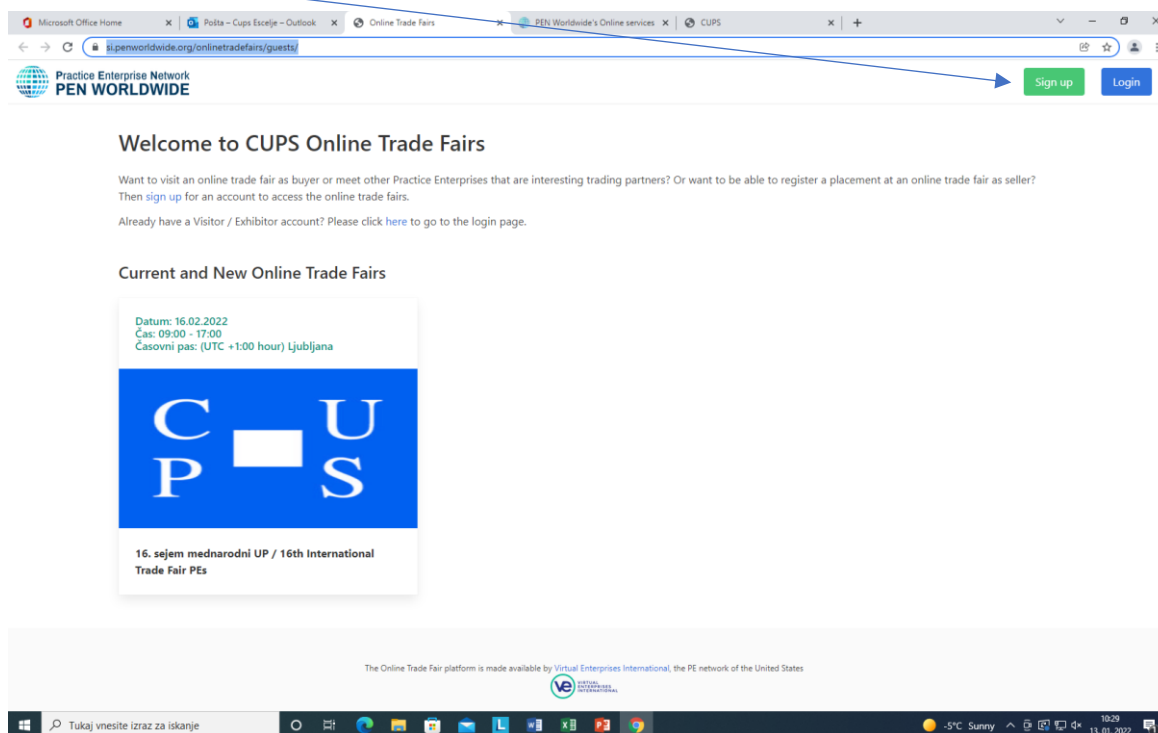 Microsoft Office Home
Pošta – Cups Escelje – Outlook
Online Trade Fairs
PEN Worldwide's Online services
CUPS
si.penworldwide.org/onlinetradefairs/guests/
Practice Enterprise Network
PEN WORLDWIDE
Sign up
Login
Welcome to CUPS Online Trade Fairs
Want to visit an online trade fair as buyer or meet other Practice Enterprises that are interesting trading partners? Or want to be able to register a placement at an online trade fair as seller?
Then sign up for an account to access the online trade fairs.
Already have a Visitor / Exhibitor account? Please click here to go to the login page.
Current and New Online Trade Fairs
Datum: 16.02.2022
Čas: 09:00 - 17:00
Časovni pas: (UTC +1:00 hour) Ljubljana
C U
P S
16. sejem mednarodni UP / 16th International
Trade Fair PEs
The Online Trade Fair platform is made available by Virtual Enterprises International, the PE network of the United States
VE
VIRTUAL
ENTERPRISES
INTERNATIONAL
Tukaj vnesite izraz za iskanje
-5°C Sunny
10:29
13. 01. 2022